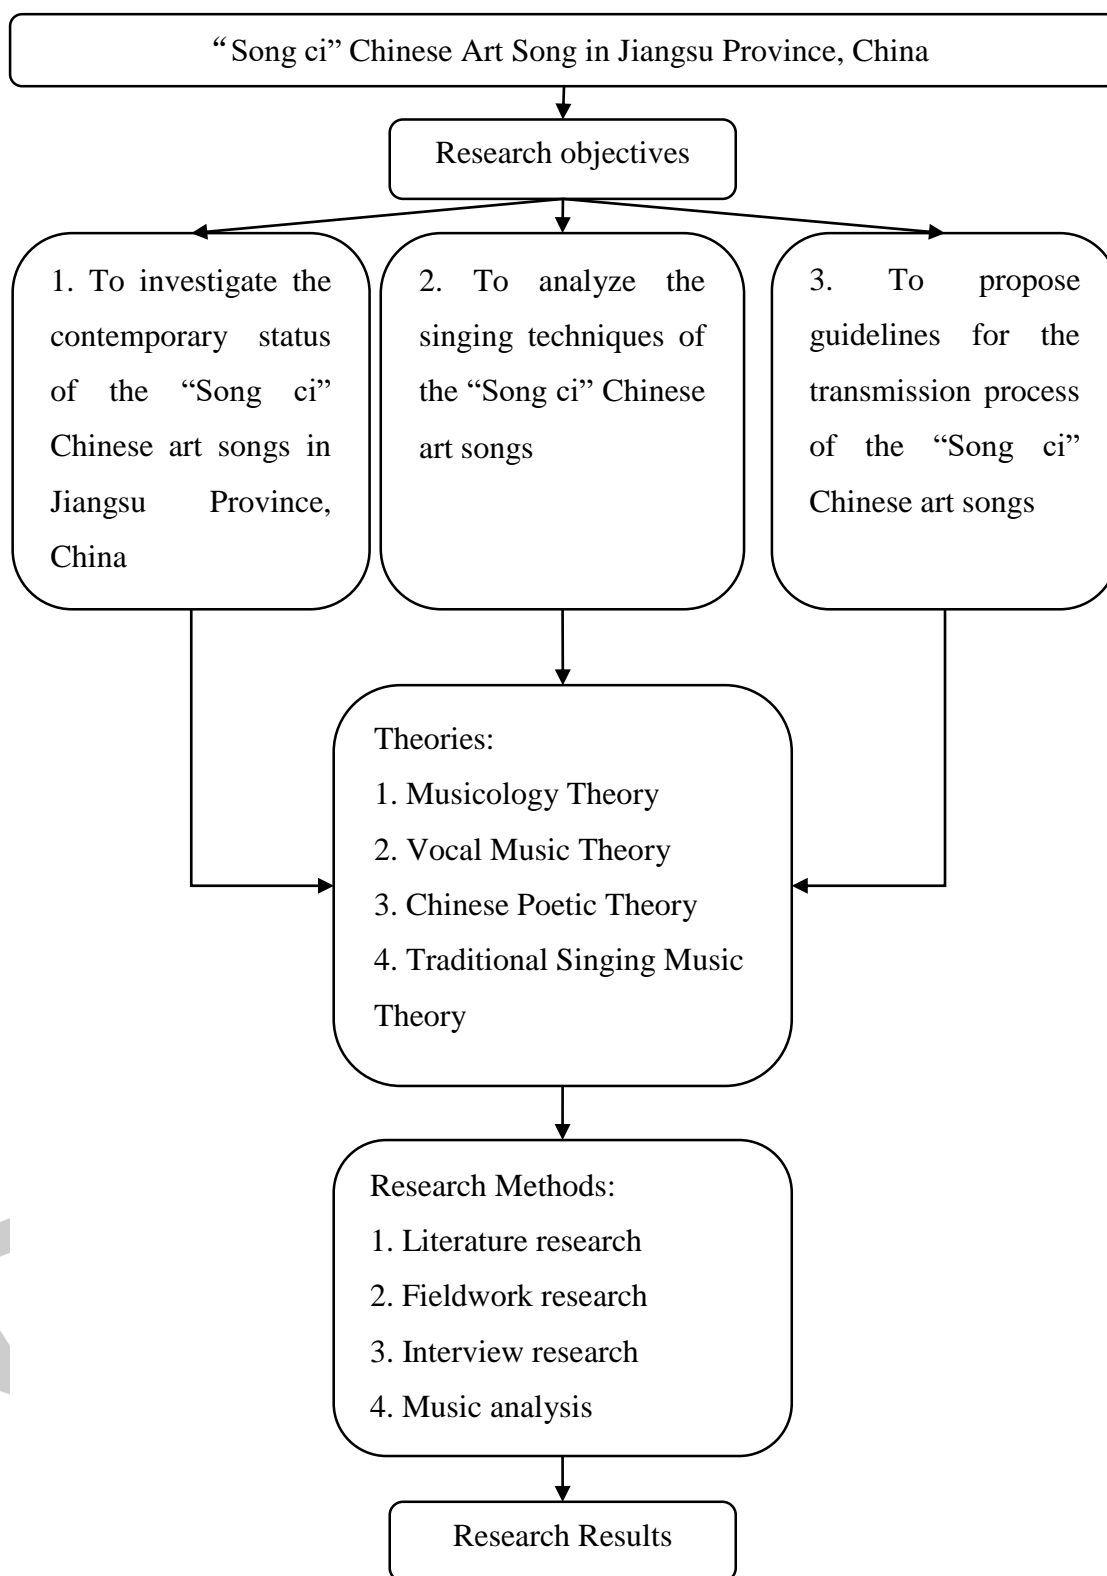 “Song ci” Chinese Art Song in Jiangsu Province, China
Research objectives
1. To investigate the
contemporary status
of the “Song ci”
Chinese art songs in
Jiangsu Province,
China
2. To analyze the
singing techniques of
the “Song ci” Chinese
art songs
3. To propose
guidelines for the
transmission process
of the “Song ci”
Chinese art songs
Theories:
1. Musicology Theory
2. Vocal Music Theory
3. Chinese Poetic Theory
4. Traditional Singing Music
Theory
Research Methods:
1. Literature research
2. Fieldwork research
3. Interview research
4. Music analysis
Research Results